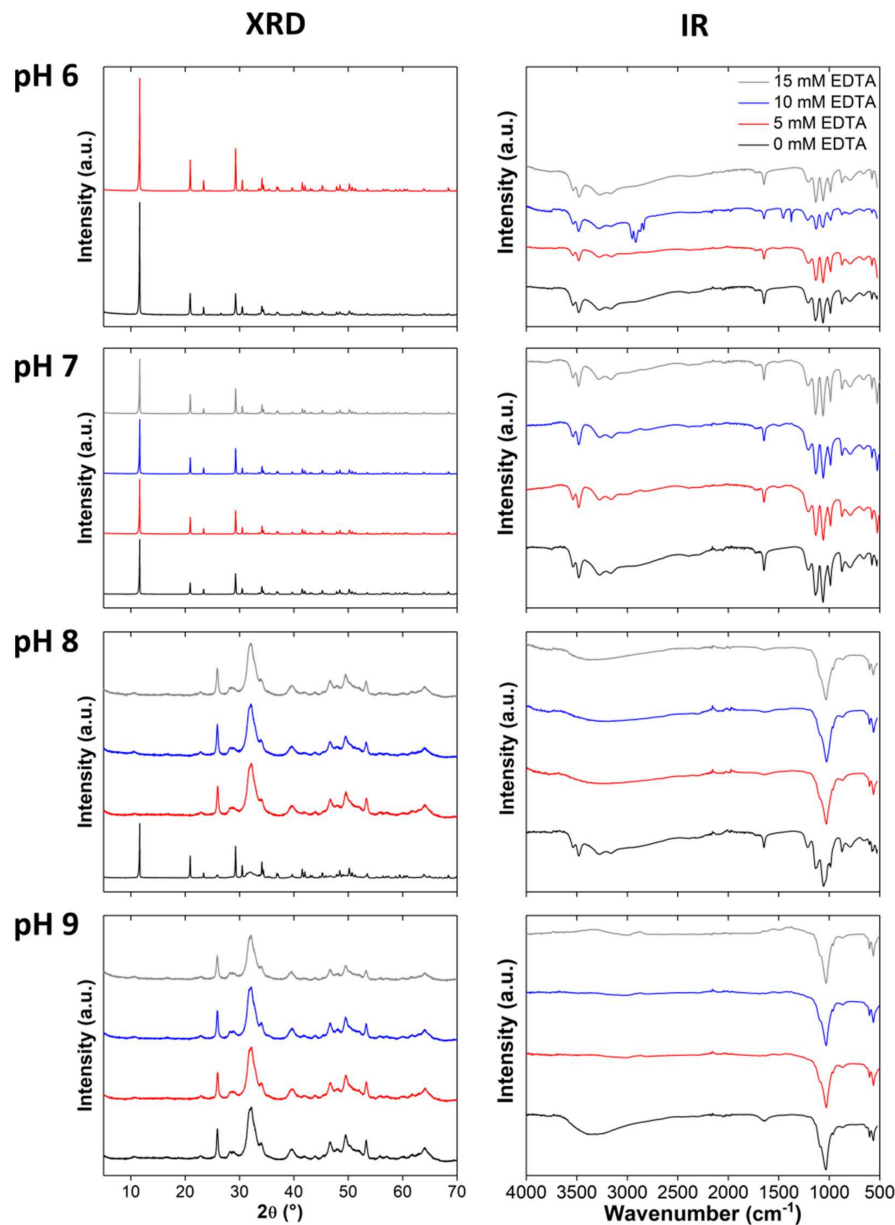 XRD
IR
pH 6
Intensity (a.u.)
Intensity (a.u.)
15 mM EDTA
10 mM EDTA
5 mM EDTA
0 mM EDTA
pH 7
Intensity (a.u.)
Intensity (a.u.)
pH 8
Intensity (a.u.)
Intensity (a.u.)
pH 9
Intensity (a.u.)
Intensity (a.u.)
10 20 30 40 50 60 70
2θ (°)
4000 3500 3000 2500 2000 1500 1000 500
Wavenumber (cm⁻¹)